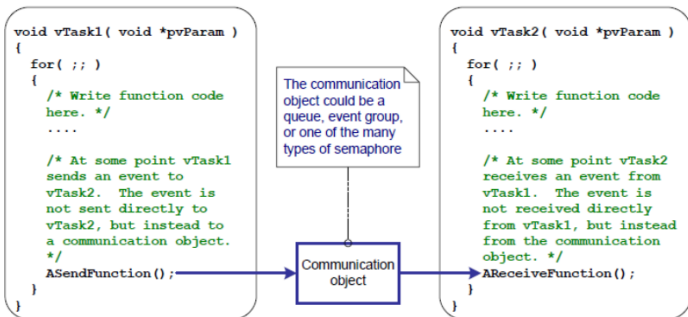 void vTask1( void *pvParam )
{
for( ;; )
{
/* Write function code
here. */
....
/* At some point vTask1
sends an event to
vTask2.  The event is
not sent directly to
vTask2, but instead to
a communication object.
*/
ASendFunction();
}
}
The communication
object could be a
queue, event group,
or one of the many
types of semaphore
Communication
object
void vTask2( void *pvParam )
{
for( ;; )
{
/* Write function code
here. */
....
/* At some point vTask2
receives an event from
vTask1.  The event is
not received directly
from vTask1, but instead
from the communication
object. */
AReceiveFunction();
}
}